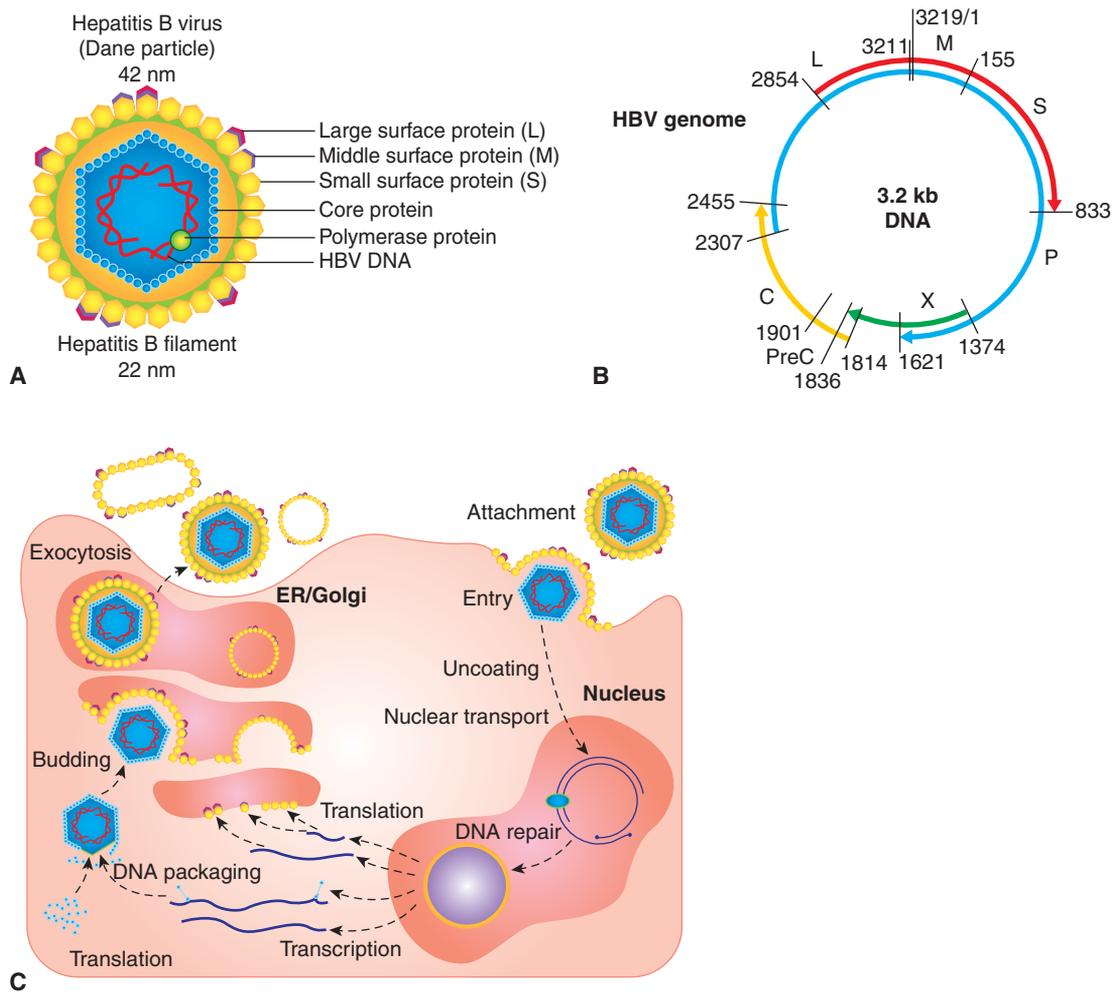 Hepatitis B virus
(Dane particle)
42 nm
Large surface protein (L)
Middle surface protein (M)
Small surface protein (S)
Core protein
Polymerase protein
HBV DNA
Hepatitis B filament
22 nm
A
3219/1
3211
M
L
155
2854
S
HBV genome
3.2 kb
DNA
2455
833
2307
P
C
X
1901
1374
PreC
1814
1621
1836
B
Attachment
Exocytosis
ER/Golgi
Entry
Uncoating
Nucleus
Nuclear transport
Budding
Translation
DNA repair
DNA packaging
Transcription
Translation
C